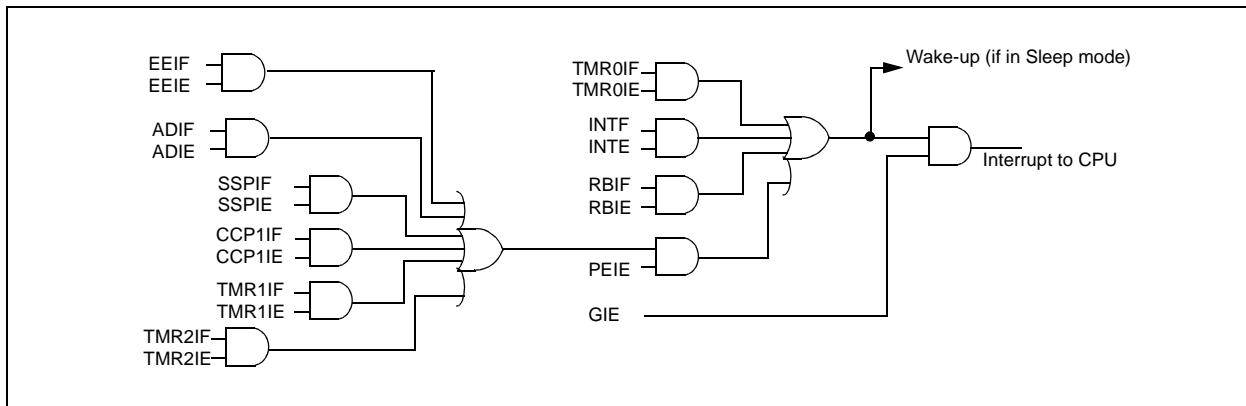 EEIF
EEIE
ADIF
ADIE
SSPIF
SSPIE
CCP1IF
CCP1IE
TMR1IF
TMR1IE
TMR2IF
TMR2IE
TMR0IF
TMR0IE
INTF
INTE
RBIF
RBIE
PEIE
GIE
Wake-up (if in Sleep mode)
Interrupt to CPU